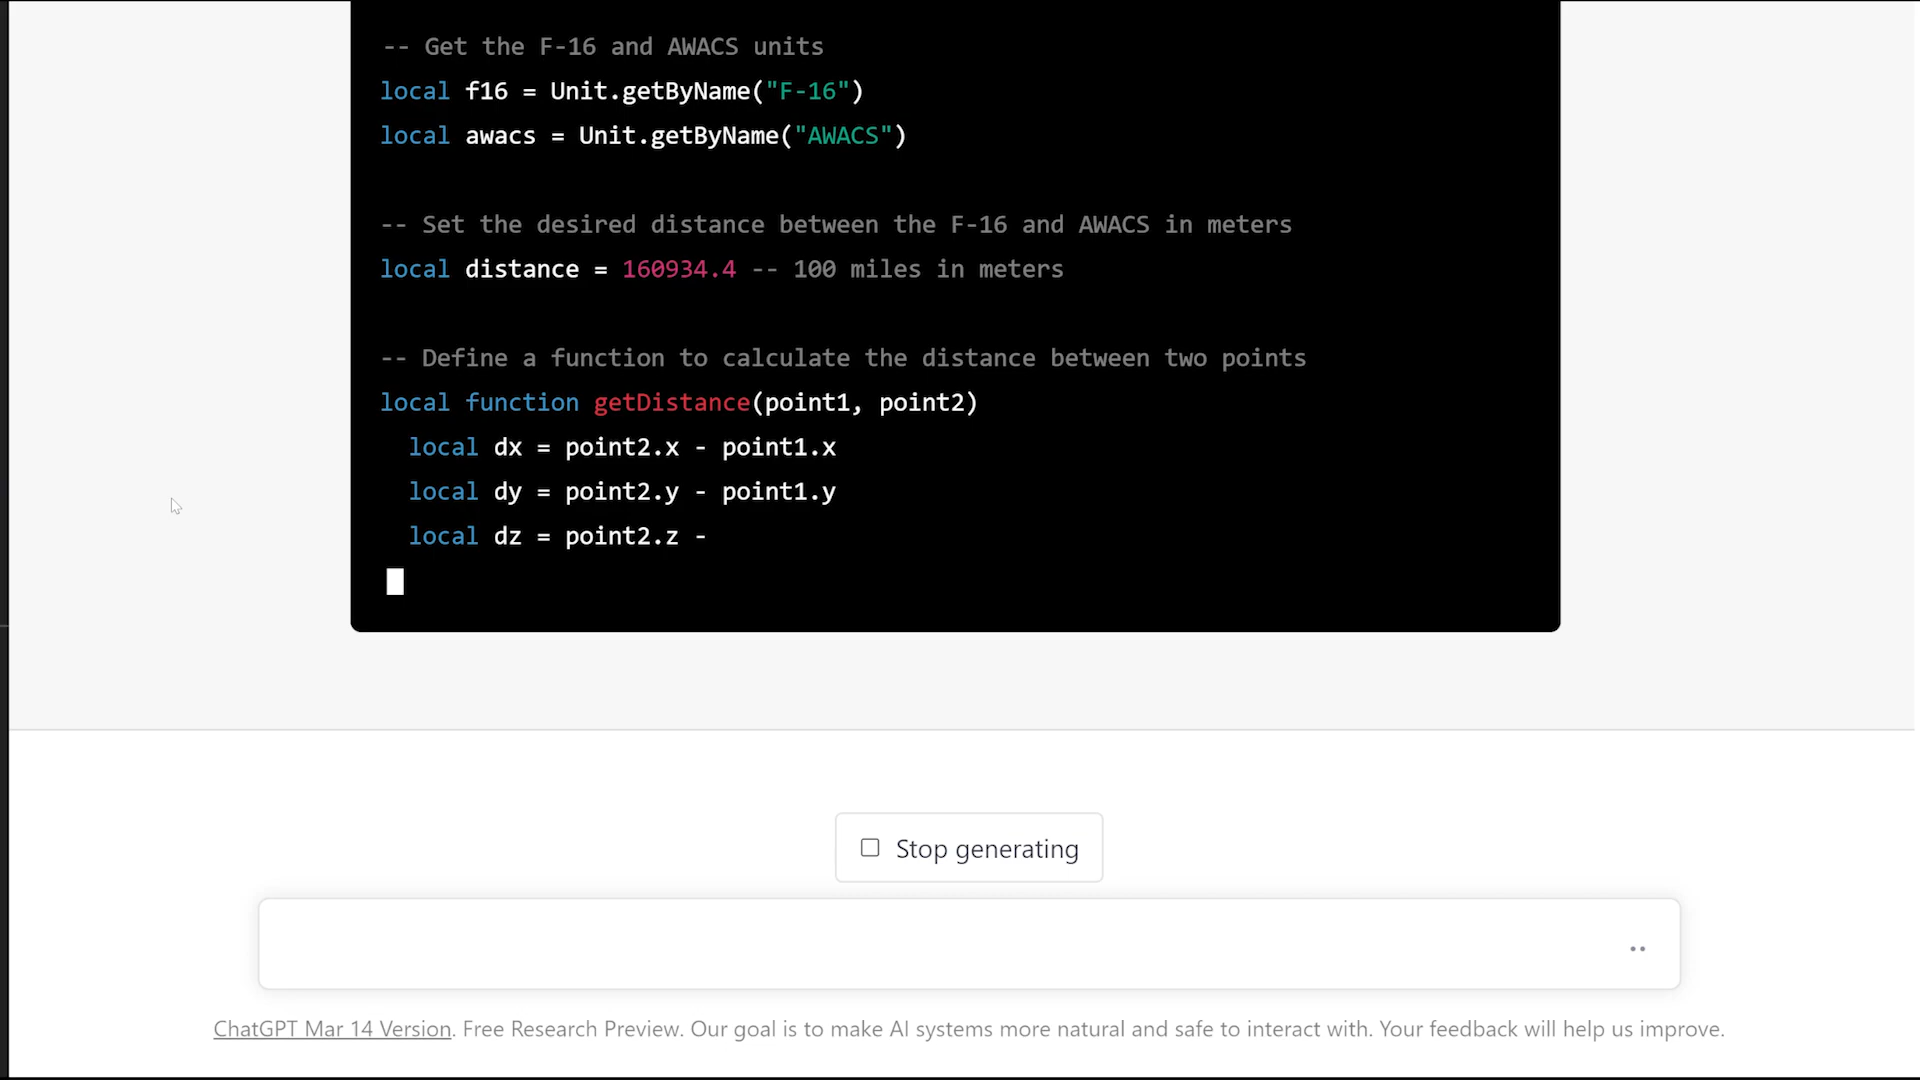 -- Get the F-16 and AWACS units
local f16 = Unit.getByName("F-16")
local awacs = Unit.getByName("AWACS")
-- Set the desired distance between the F-16 and AWACS in meters
local distance = 160934.4 -- 100 miles in meters
-- Define a function to calculate the distance between two points
local function getDistance(point1, point2)
local dx = point2.x - point1.x
local dy = point2.y - point1.y
local dz = point2.z -
Stop generating
ChatGPT Mar 14 Version. Free Research Preview. Our goal is to make AI systems more natural and safe to interact with. Your feedback will help us improve.